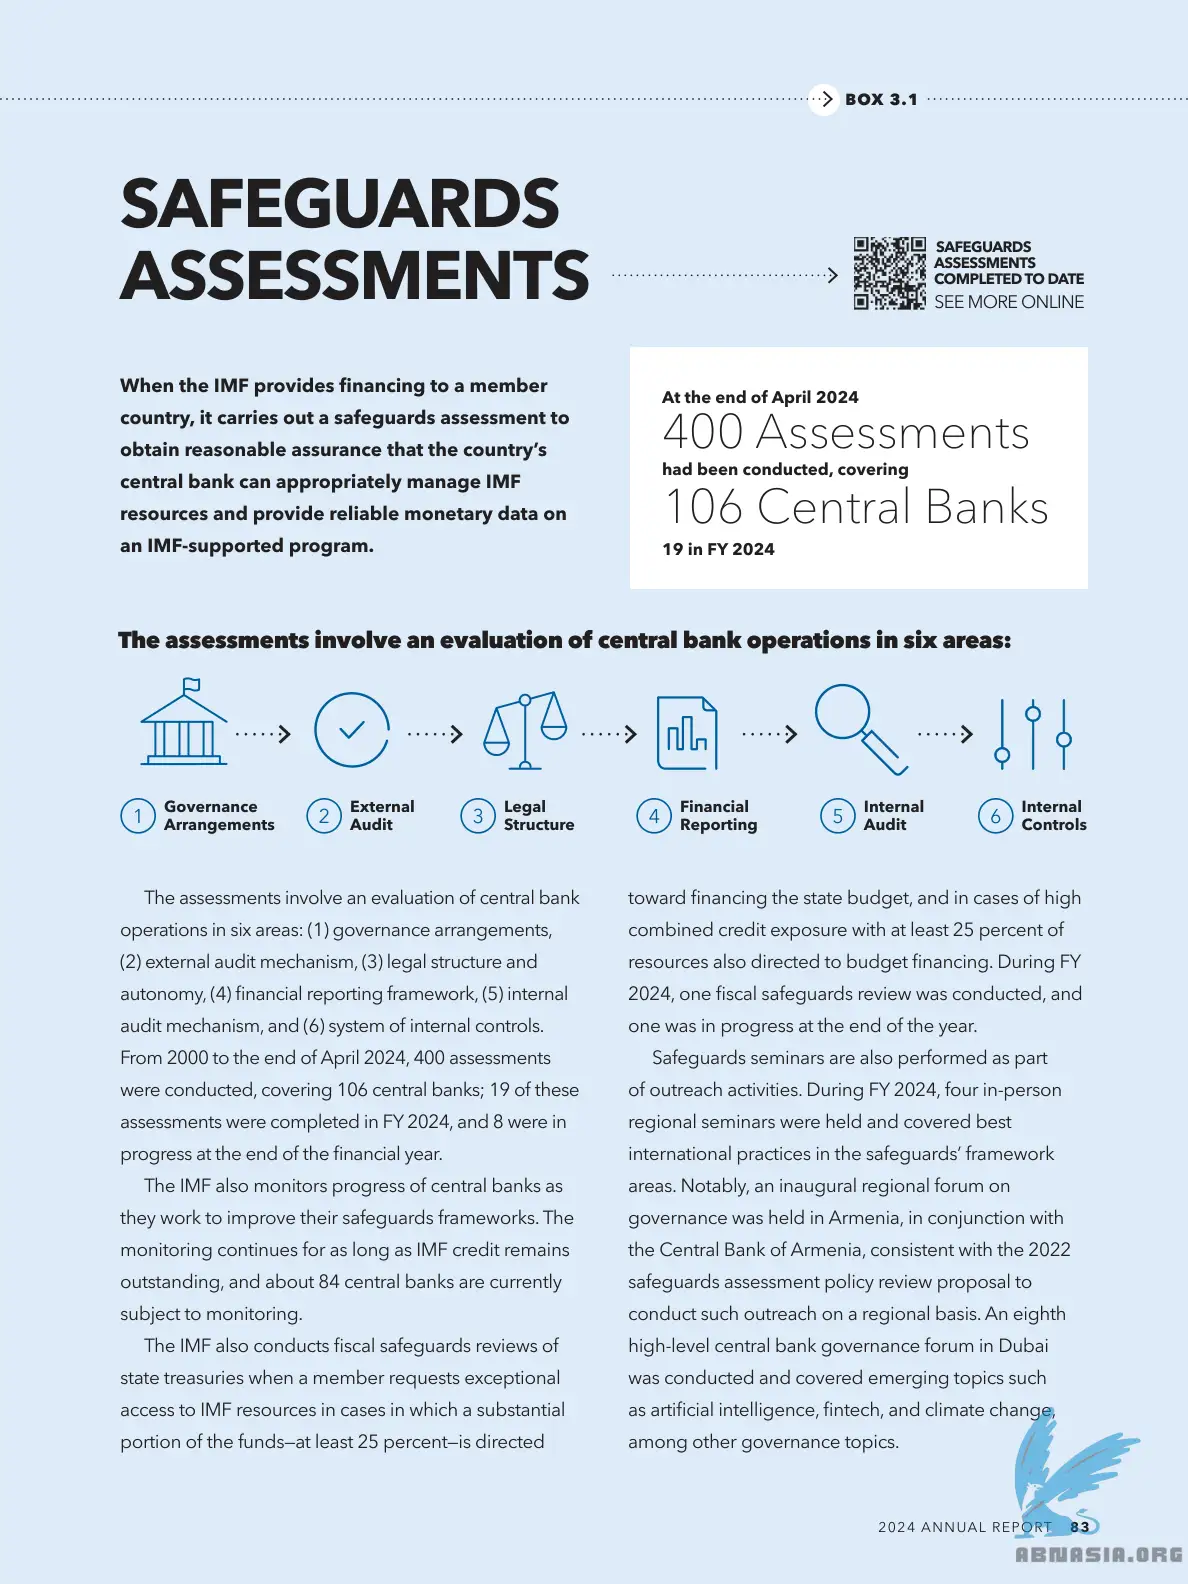 BOX 3.1
SAFEGUARDS
ASSESSMENTS
SAFEGUARDS
ASSESSMENTS
COMPLETED TO DATE
SEE MORE ONLINE
When the IMF provides financing to a member
country, it carries out a safeguards assessment to
obtain reasonable assurance that the country’s
central bank can appropriately manage IMF
resources and provide reliable monetary data on
an IMF-supported program.
At the end of April 2024
400 Assessments
had been conducted, covering
106 Central Banks
19 in FY 2024
The assessments involve an evaluation of central bank operations in six areas:
1 Governance
Arrangements
2 External
Audit
3 Legal
Structure
4 Financial
Reporting
5 Internal
Audit
6 Internal
Controls
The assessments involve an evaluation of central bank
operations in six areas: (1) governance arrangements,
(2) external audit mechanism, (3) legal structure and
autonomy, (4) financial reporting framework, (5) internal
audit mechanism, and (6) system of internal controls.
From 2000 to the end of April 2024, 400 assessments
were conducted, covering 106 central banks; 19 of these
assessments were completed in FY 2024, and 8 were in
progress at the end of the financial year.
The IMF also monitors progress of central banks as
they work to improve their safeguards frameworks. The
monitoring continues for as long as IMF credit remains
outstanding, and about 84 central banks are currently
subject to monitoring.
The IMF also conducts fiscal safeguards reviews of
state treasuries when a member requests exceptional
access to IMF resources in cases in which a substantial
portion of the funds—at least 25 percent—is directed
toward financing the state budget, and in cases of high
combined credit exposure with at least 25 percent of
resources also directed to budget financing. During FY
2024, one fiscal safeguards review was conducted, and
one was in progress at the end of the year.
Safeguards seminars are also performed as part
of outreach activities. During FY 2024, four in-person
regional seminars were held and covered best
international practices in the safeguards’ framework
areas. Notably, an inaugural regional forum on
governance was held in Armenia, in conjunction with
the Central Bank of Armenia, consistent with the 2022
safeguards assessment policy review proposal to
conduct such outreach on a regional basis. An eighth
high-level central bank governance forum in Dubai
was conducted and covered emerging topics such
as artificial intelligence, fintech, and climate change,
among other governance topics.
2024 ANNUAL REPORT 83
ABNASIA.ORG